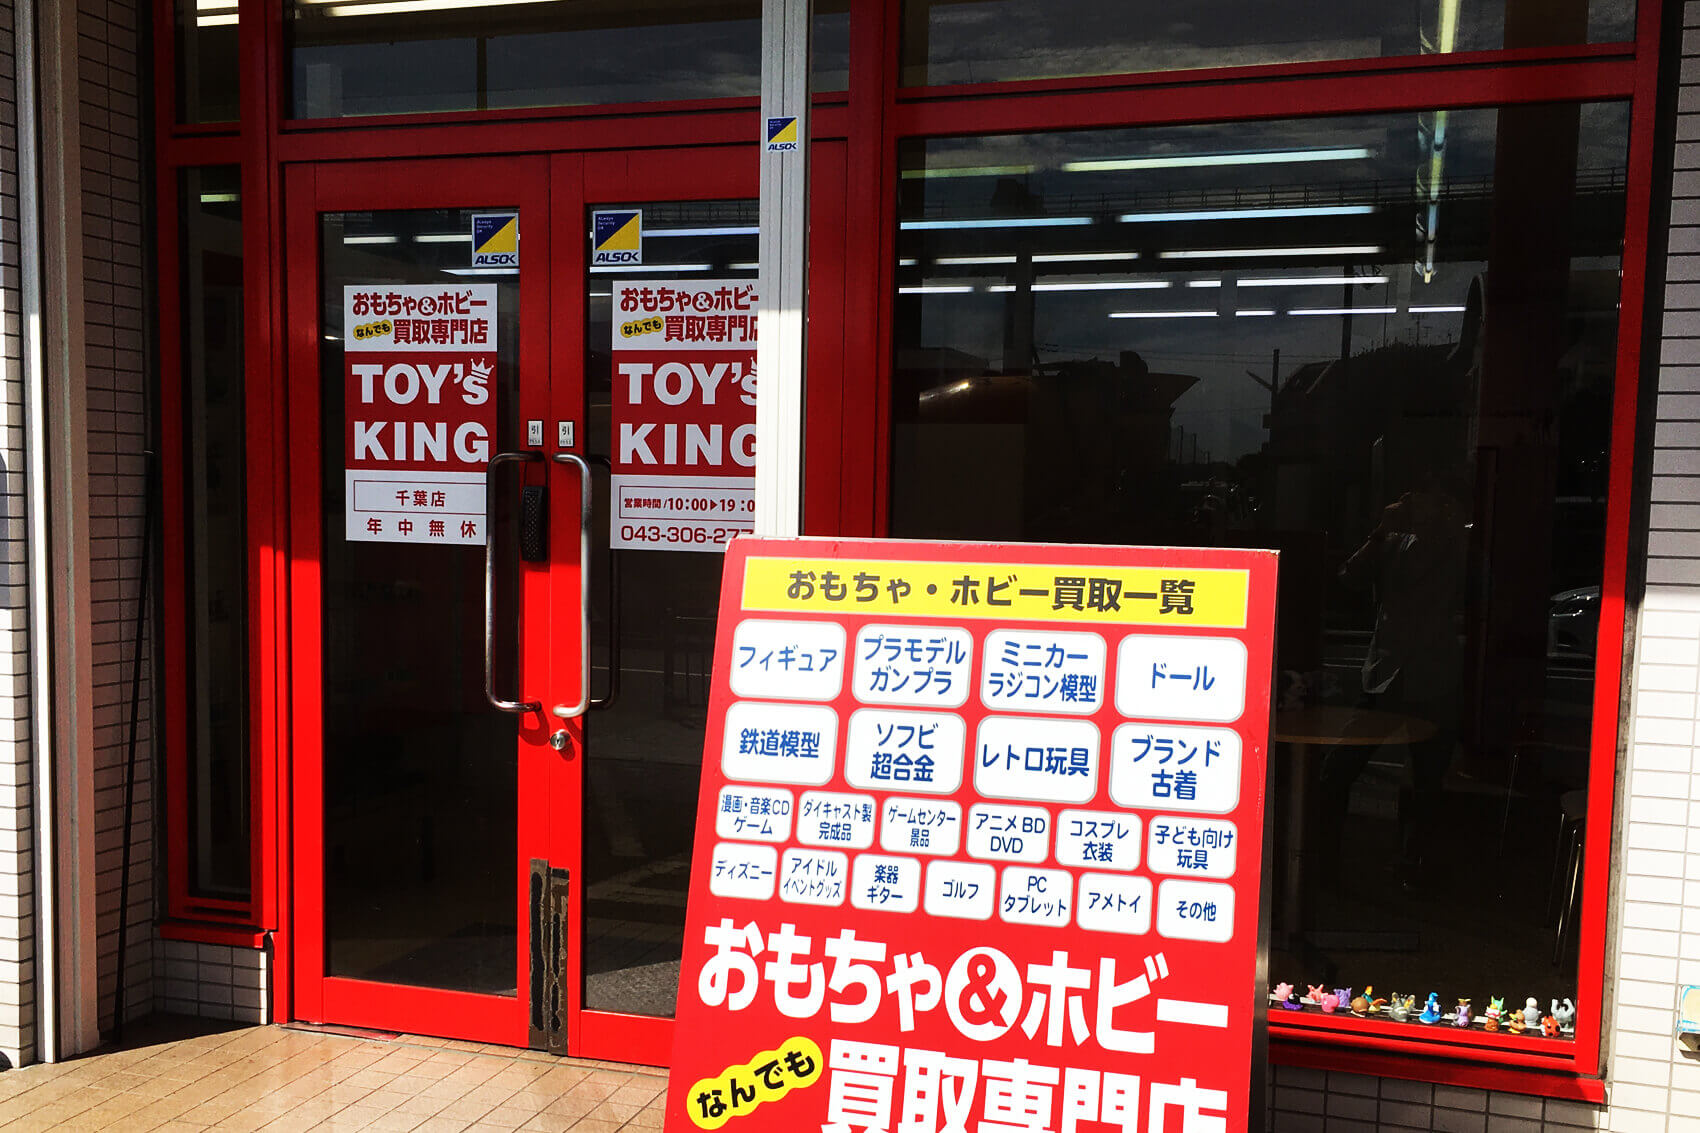 ALSOK
ALSOK
ALSOK
おもちゃ&ホビー
なんでも 買取専門店
TOY's
KING
千葉店
年中無休
おもちゃ&ホビー
なんでも 買取専門店
TOY's
KING
営業時間/10:00▶19:0
043-306-277
引
引
おもちゃ・ホビー買取一覧
フィギュア
プラモデル
ガンプラ
ミニカー
ラジコン模型
ドール
鉄道模型
ソフビ
超合金
レトロ玩具
ブランド
古着
漫画・音楽CD
ゲーム
ダイキャスト製
完成品
ゲームセンター
景品
アニメBD
DVD
コスプレ
衣装
子ども向け
玩具
ディズニー
アイドル
イベントグッズ
楽器
ギター
ゴルフ
PC
タブレット
アメトイ
その他
おもちゃ&ホビー
なんでも 買取専門店